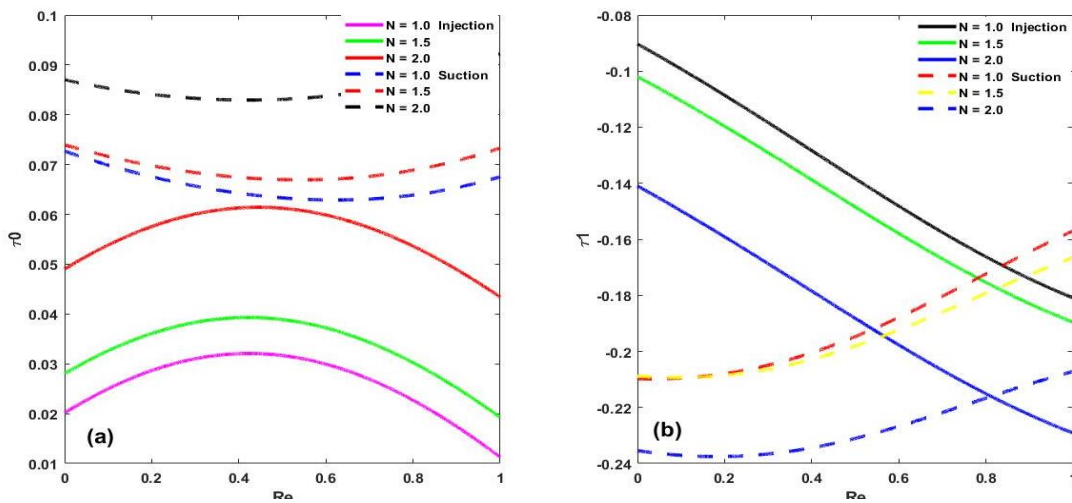 0.1
0.09
0.08
0.07
0.06
0.05
0.04
0.03
0.02
0.01
τ0
0 0.2 0.4 0.6 0.8 1
Re
N = 1.0 Injection
N = 1.5
N = 2.0
N = 1.0 Suction
N = 1.5
N = 2.0
(a)
-0.08
-0.1
-0.12
-0.14
-0.16
-0.18
-0.2
-0.22
-0.24
τ1
0 0.2 0.4 0.6 0.8 1
Re
N = 1.0 Injection
N = 1.5
N = 2.0
N = 1.0 Suction
N = 1.5
N = 2.0
(b)